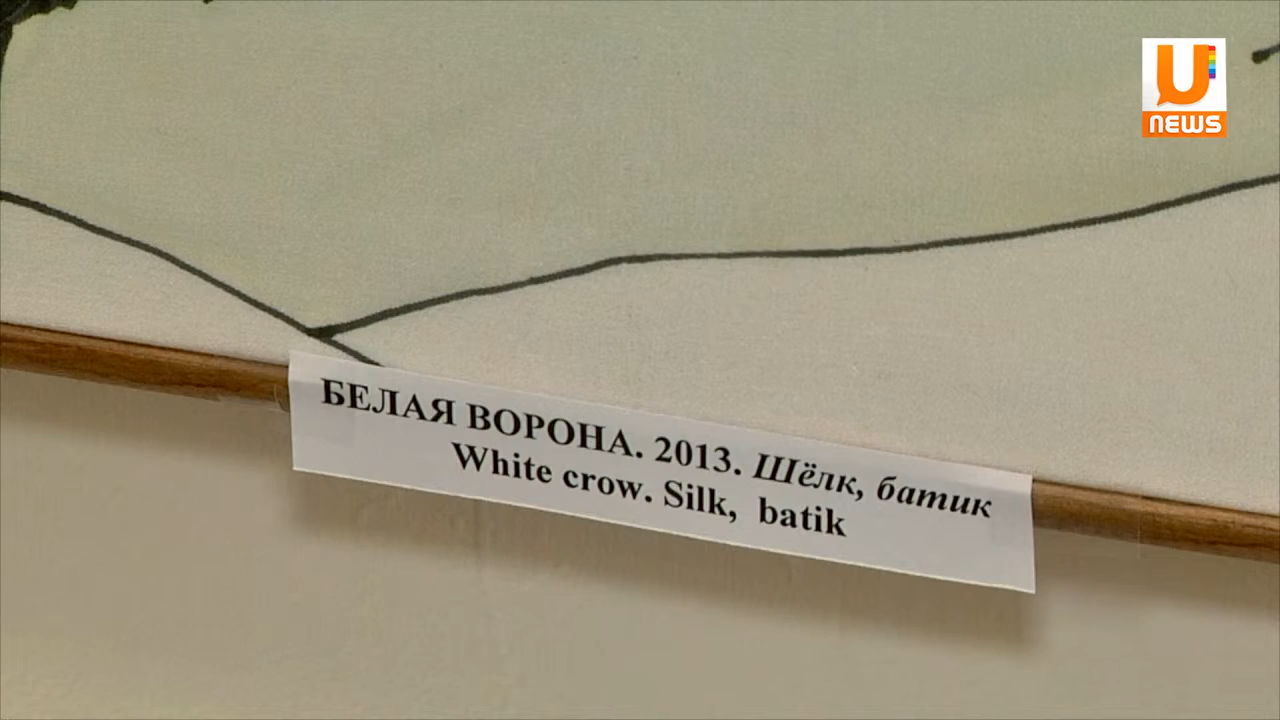 U
NEWS
БЕЛАЯ ВОРОНА. 2013. Шёлк, батик
White crow. Silk,  batik